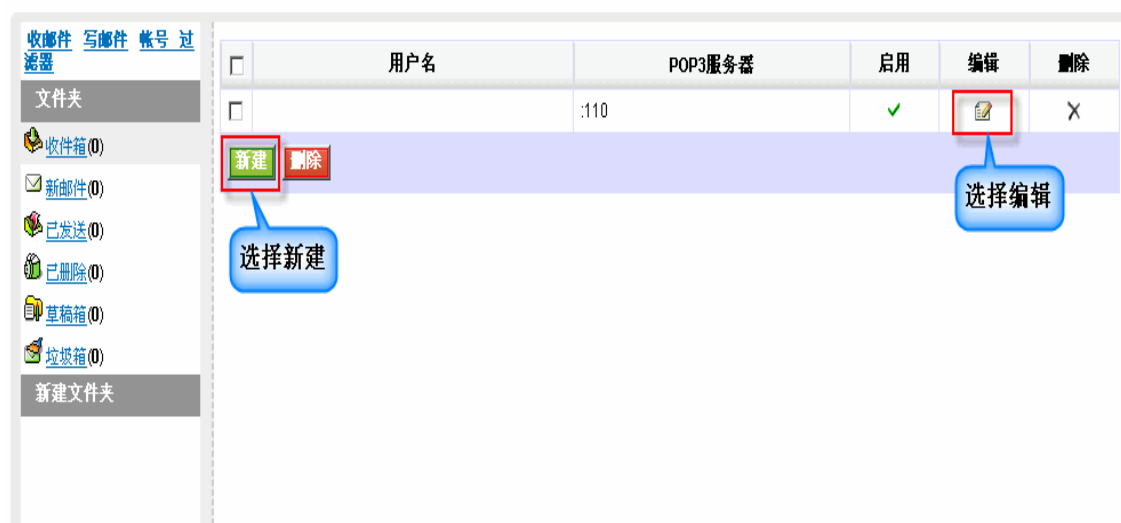 收邮件 写邮件 帐号 过
滤器
文件夹
收件箱(0)
新邮件(0)
已发送(0)
已删除(0)
草稿箱(0)
垃圾箱(0)
新建文件夹
用户名 POP3服务器 启用 编辑 删除
:110
新建 删除
选择新建
选择编辑